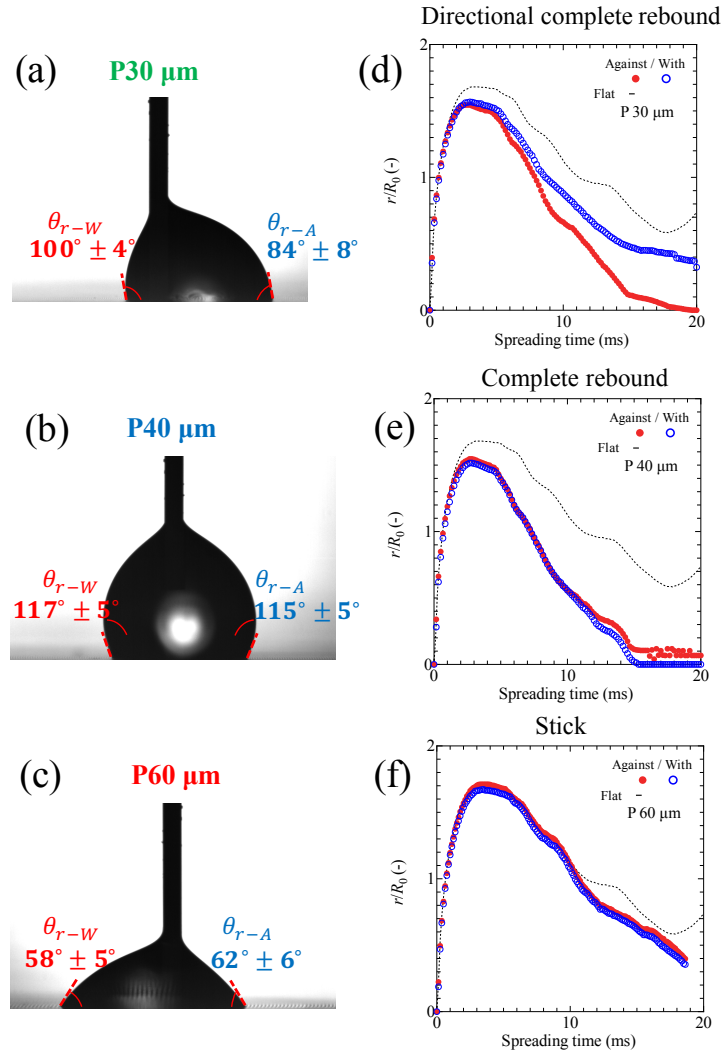 Directional complete rebound
(a)
P30 μm
θr−W
100° ± 4°
θr−A
84° ± 8°
(d)
2
1
0
0
10
20
r/R0 (-)
Spreading time (ms)
Against / With
Flat
P 30 μm
Complete rebound
(b)
P40 μm
θr−W
117° ± 5°
θr−A
115° ± 5°
(e)
2
1
0
0
10
20
r/R0 (-)
Spreading time (ms)
Against / With
Flat
P 40 μm
Stick
(c)
P60 μm
θr−W
58° ± 5°
θr−A
62° ± 6°
(f)
2
1
0
0
10
20
r/R0 (-)
Spreading time (ms)
Against / With
Flat
P 60 μm